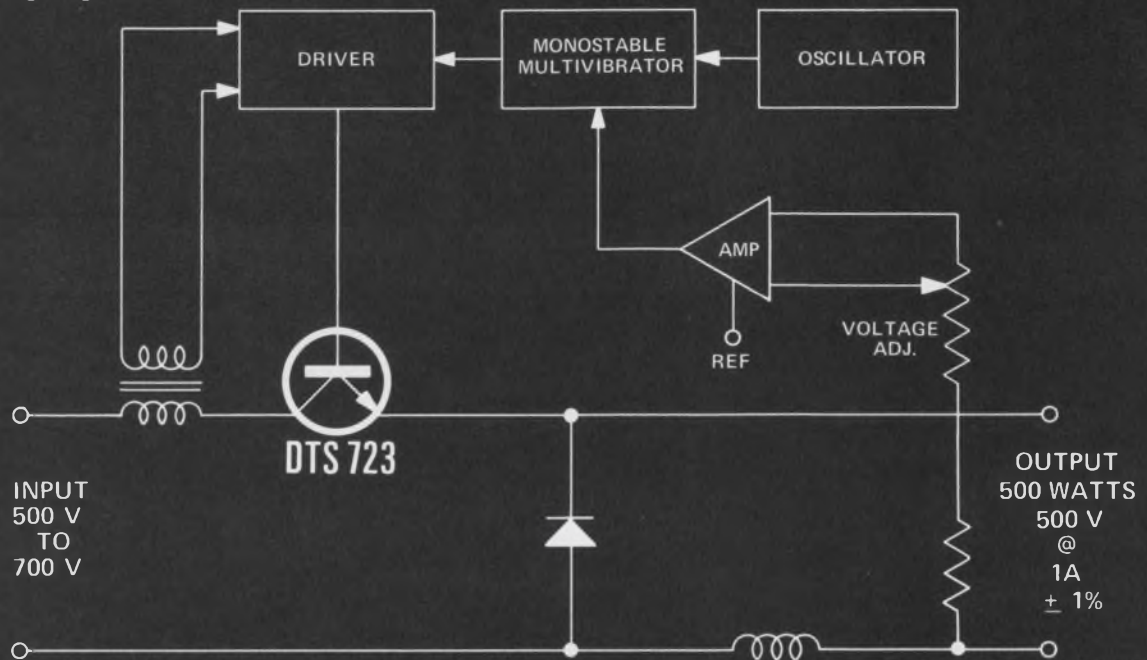 DRIVER
MONOSTABLE
MULTIVIBRATOR
OSCILLATOR
AMP
REF
VOLTAGE
ADJ.
DTS 723
INPUT
500 V
TO
700 V
OUTPUT
500 WATTS
500 V
@
1A
± 1%